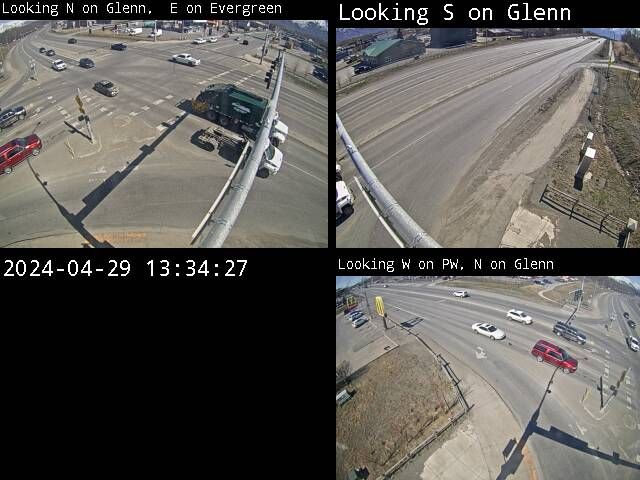 Looking N on Glenn,  E on Evergreen
Looking S on Glenn
2024-04-29 13:34:27
Looking W on PW, N on Glenn